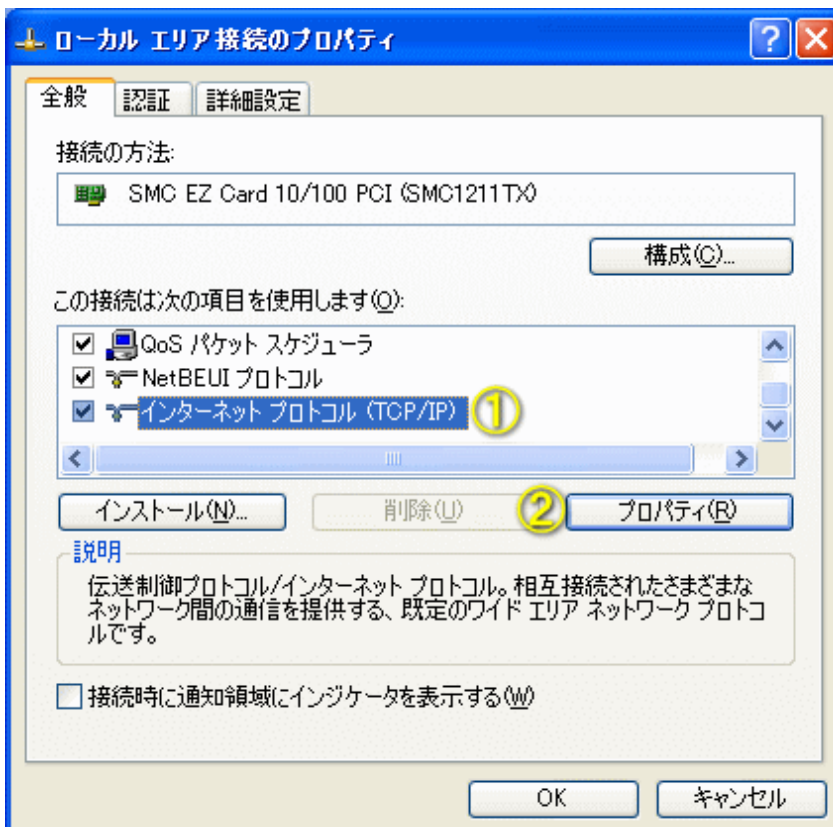 ローカル エリア接続のプロパティ
全般 認証 詳細設定
接続の方法:
SMC EZ Card 10/100 PCI (SMC1211TX)
構成(C)...
この接続は次の項目を使用します(O):
QoS パケット スケジューラ
NetBEUI プロトコル
インターネット プロトコル (TCP/IP) ①
インストール(N)... 削除(U) ② プロパティ(R)
説明
伝送制御プロトコル/インターネット プロトコル。相互接続されたさまざまな
ネットワーク間の通信を提供する、既定のワイド エリア ネットワーク プロトコ
ルです。
接続時に通知領域にインジケータを表示する(W)
OK キャンセル